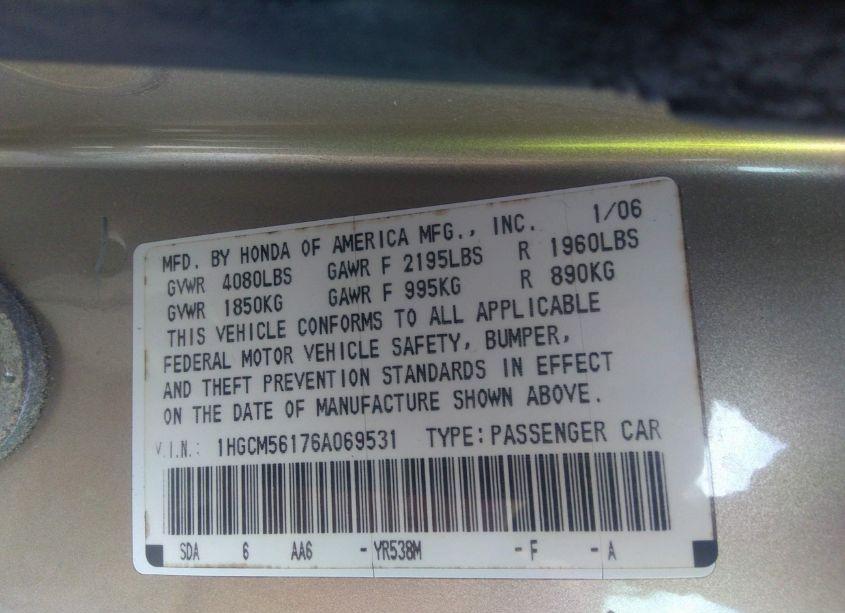 MFD. BY HONDA OF AMERICA MFG., INC. 1/06
GVWR 4080LBS GAWR F 2195LBS R 1960LBS
GVWR 1850KG GAWR F 995KG R 890KG
THIS VEHICLE CONFORMS TO ALL APPLICABLE
FEDERAL MOTOR VEHICLE SAFETY, BUMPER,
AND THEFT PREVENTION STANDARDS IN EFFECT
ON THE DATE OF MANUFACTURE SHOWN ABOVE.
V.I.N.: 1HGCM56176A069531 TYPE: PASSENGER CAR
SDA 6 AA6 -YR538M -F -A